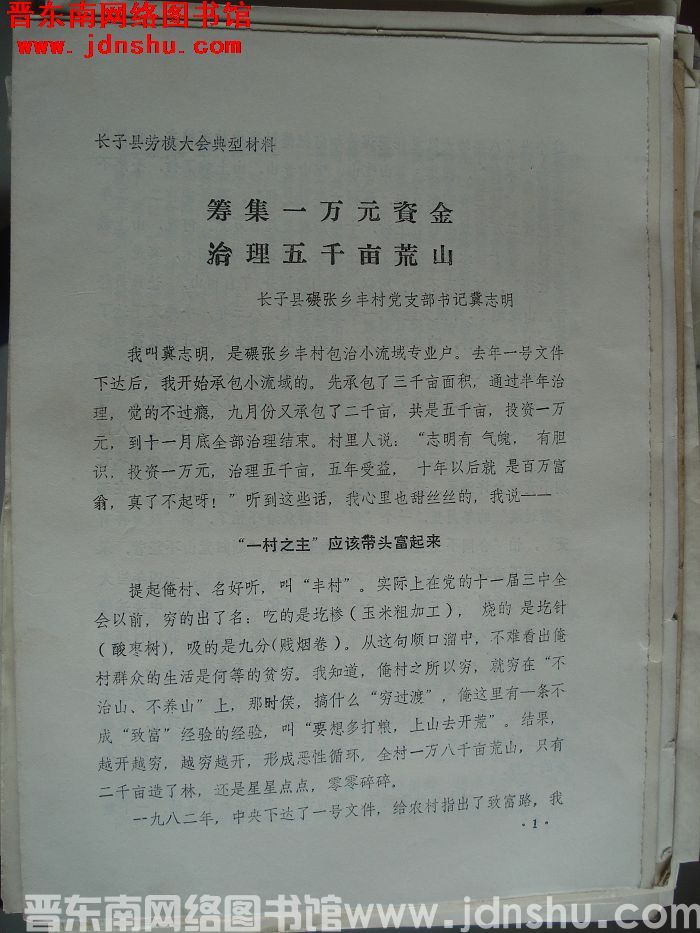 晋东南网络图书馆
www.jdnshu.com
长子县劳模大会典型材料
筹集一万元資金
治理五千亩荒山
长子县碾张乡丰村党支部书记冀志明
我叫冀志明，是碾张乡丰村包治小流域专业户。去年一号文件
下达后，我开始承包小流域的。先承包了三千亩面积，通过半年治
理，觉的不过瘾，九月份又承包了二千亩，共是五千亩，投资一万
元，到十一月底全部治理结束。村里人说：“志明有 气魄， 有胆
识，投资一万元，治理五千亩，五年受益， 十年以后就 是百万富
翁，真了不起呀！”听到这些话，我心里也甜丝丝的，我说——
“一村之主”应该带头富起来
提起俺村、名好听，叫“丰村”。实际上在党的十一届三中全
会以前，穷的出了名：吃的是圪糁（玉米粗加工）， 烧的 是圪针
（酸枣树)，吸的是九分(贱烟卷）。从这句顺口溜中，不难看出俺
村群众的生活是何等的贫穷。我知道，俺村之所以穷，就穷在“不
治山、不养山”上，那时侯，搞什么“穷过渡”，俺这里有一条不
成“致富”经验的经验，叫“要想多打粮，上山去开荒”。结果，
越开越穷，越穷越开，形成恶性循环，全村一万八千亩荒山，只有
二千亩造了林，还是星星点点，零零碎碎。
一九八二年，中央下达了一号文件，给农村指出了致富路，我
·1·
晋东南网络图书馆 www.jdnshu.com